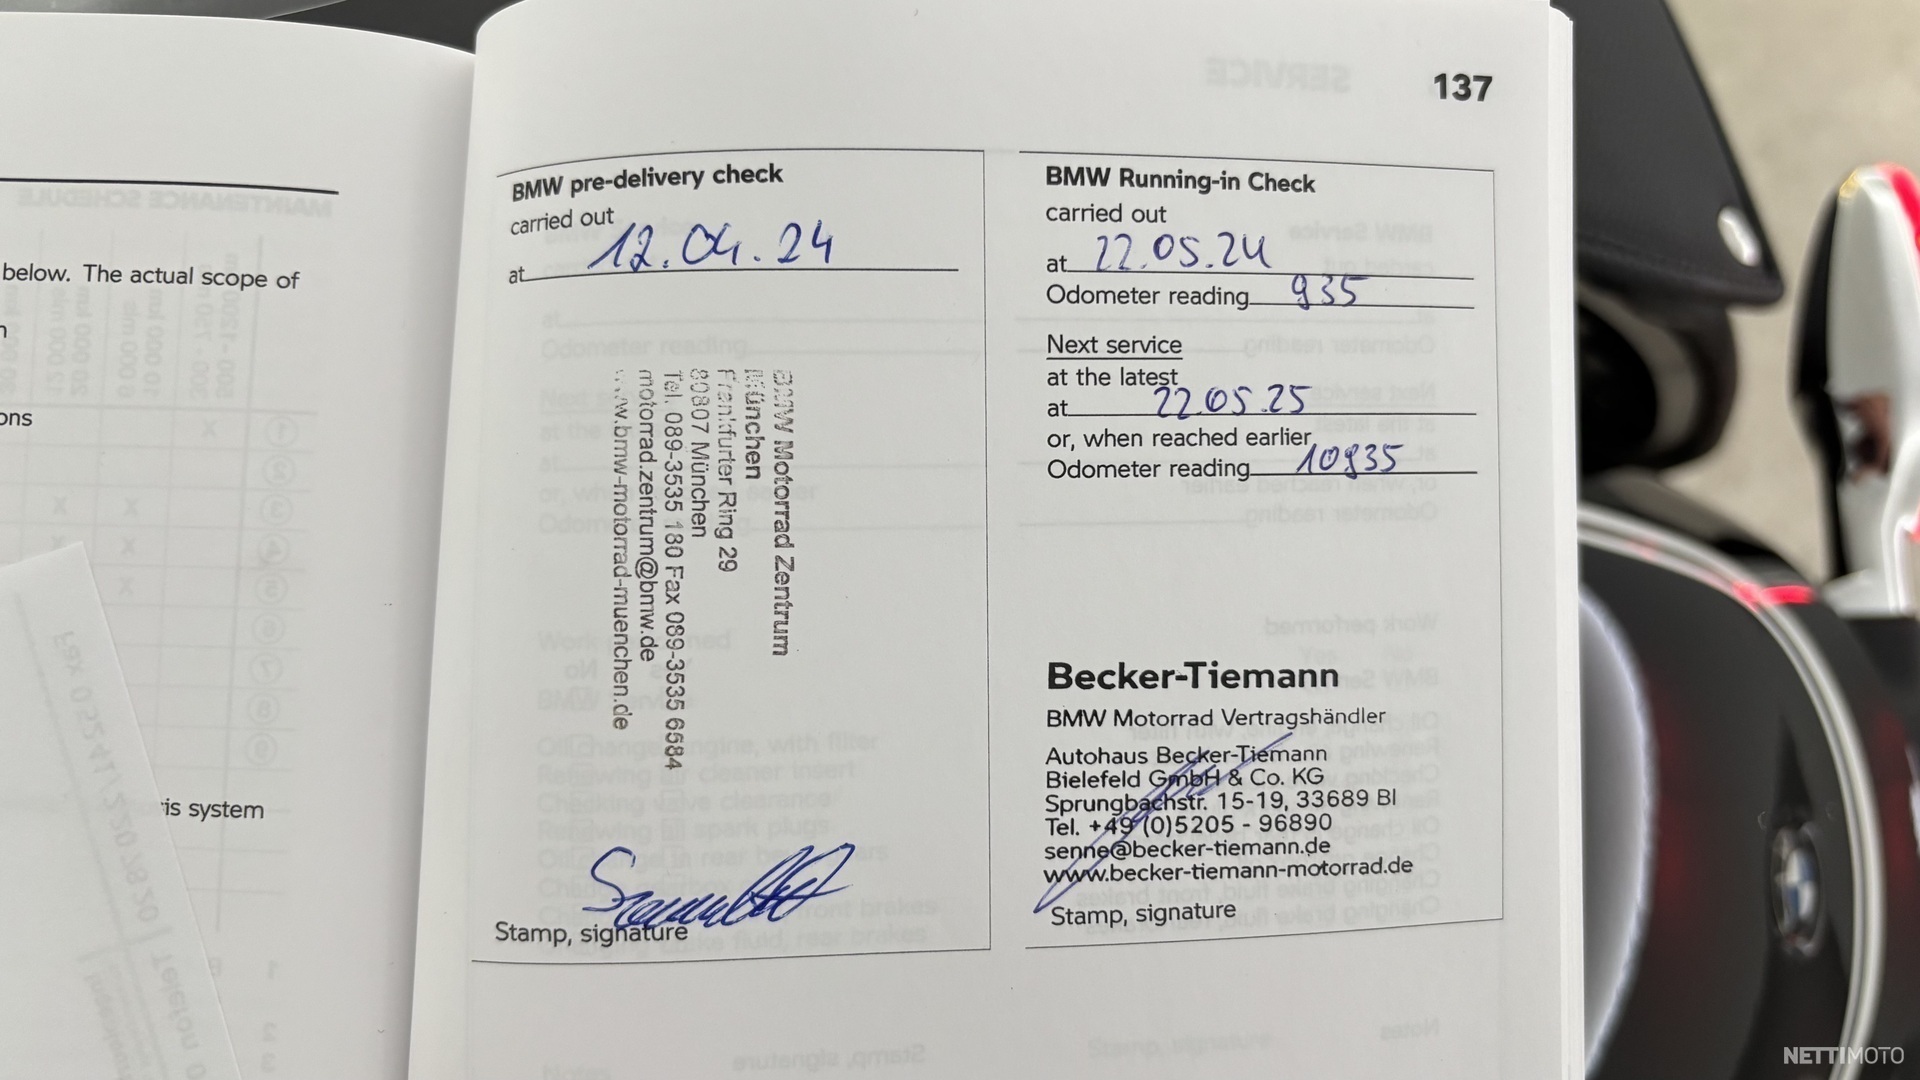 below. The actual scope of
ons
is system
137
BMW pre-delivery check
carried out
at 12.04.24
BMW Motorrad Zentrum
München
Frankfurter Ring 29
80807 München
Tel. 089-3535 180 Fax 089-3535 6584
motorrad.zentrum@bmw.de
www.bmw-motorrad-muenchen.de
Stamp, signature
BMW Running-in Check
carried out
at 22.05.24
Odometer reading 935
Next service
at the latest
at 22.05.25
or, when reached earlier
Odometer reading 10935
Becker-Tiemann
BMW Motorrad Vertragshändler
Autohaus Becker-Tiemann
Bielefeld GmbH & Co. KG
Sprungbachstr. 15-19, 33689 BI
Tel. +49 (0)5205 - 96890
senne@becker-tiemann.de
www.becker-tiemann-motorrad.de
Stamp, signature
NETTIMOTO